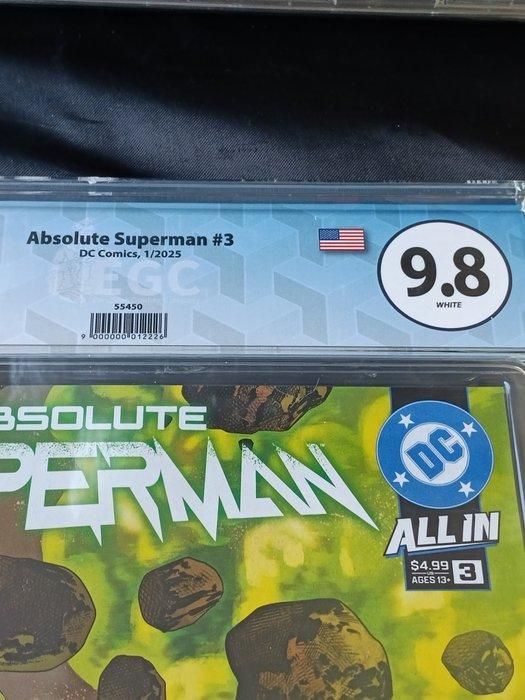 Absolute Superman #3
DC Comics, 1/2025
EGC
55450
9 000000 012226
9.8
WHITE
BSOLUTE
PERMAN
DC
ALL IN
$4.99
US
AGES 13+
3